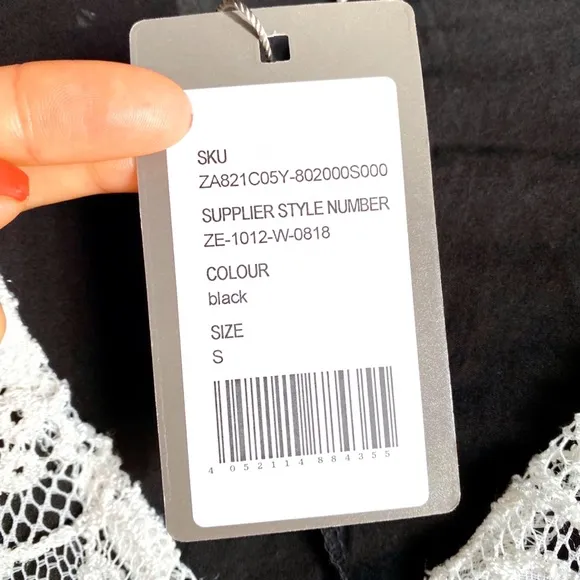 SKU
ZA821C05Y-802000S000
SUPPLIER STYLE NUMBER
ZE-1012-W-0818
COLOUR
black
SIZE
S
4 052114 884355